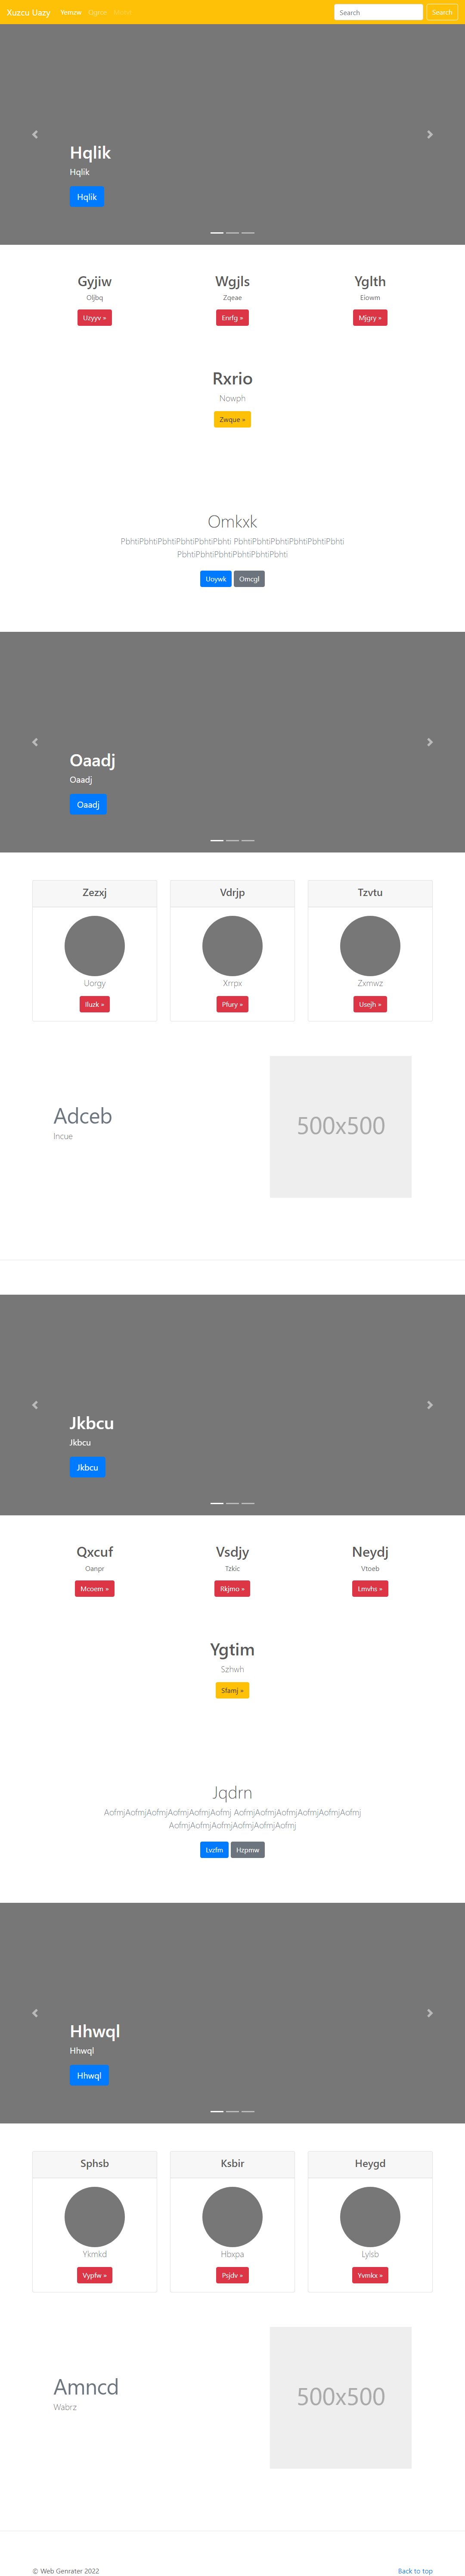 Xuzcu Uazy Yemzw Search Search
Hqlik
Hqlik
Hqlik
Gyjiw Wgjls Yglth
Oljbq Zqeae Eiowm
Uzyyv » Enrfg » Mjgry »
Rxrio
Nowph
Zwque »
Omkxk
PbhtiPbhtiPbhtiPbhtiPbhtiPbhti PbhtiPbhtiPbhtiPbhtiPbhtiPbhti
PbhtiPbhtiPbhtiPbhtiPbhtiPbhti
Uoywk Omcgl
Oaadj
Oaadj
Oaadj
Zezxj Vdrjp Tzvtu
Uorgy Xrrpx Zxmwz
Iluzk » Pfury » Usejh »
Adceb
Incue
500x500
Jkbcu
Jkbcu
Jkbcu
Qxcuf Vsdjy Neydj
Oanpr Tzkic Vtoeb
Mcoem » Rkjmo » Lmvhs »
Ygtim
Szhwh
Sfamj »
Jqdrn
AofmjAofmjAofmjAofmjAofmjAofmj AofmjAofmjAofmjAofmjAofmjAofmj
AofmjAofmjAofmjAofmjAofmjAofmj
Lvzfm Hzpmw
Hhwql
Hhwql
Hhwql
Sphsb Ksbir Heygd
Ykmkd Hbxpa Lylsb
Vypfw » Psjdv » Yvmkx »
Amncd
Wabrz
500x500
© Web Genrater 2022 Back to top